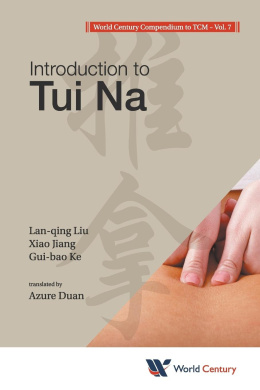 World Century Compendium to TCM - Vol. 7
Introduction to
Tui Na
推
拿
Lan-qing Liu
Xiao Jiang
Gui-bao Ke
translated by
Azure Duan
World Century